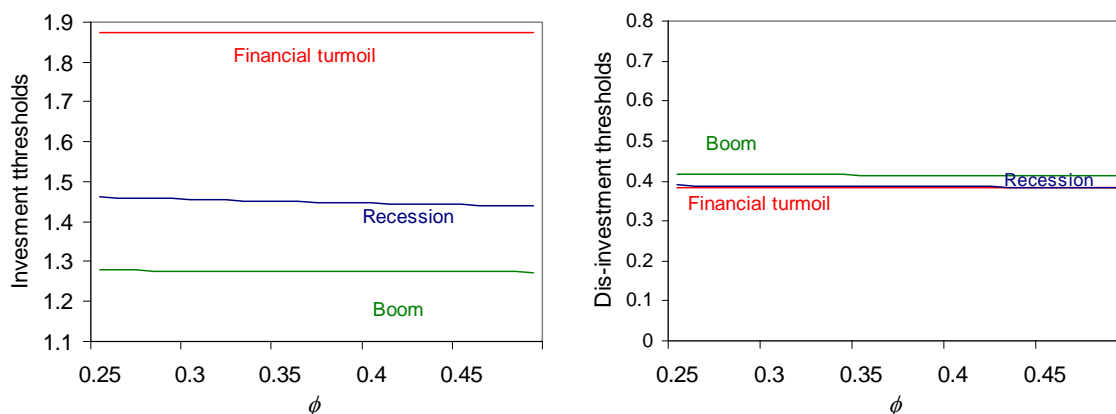 Invesment tthresholds
1.9
1.8
1.7
1.6
1.5
1.4
1.3
1.2
1.1
Financial turmoil
Recession
Boom
0.25 0.3 0.35 0.4 0.45
ϕ
Dis-investment thresholds
0.8
0.7
0.6
0.5
0.4
0.3
0.2
0.1
0
Boom
Recession
Financial turmoil
0.25 0.3 0.35 0.4 0.45
ϕ